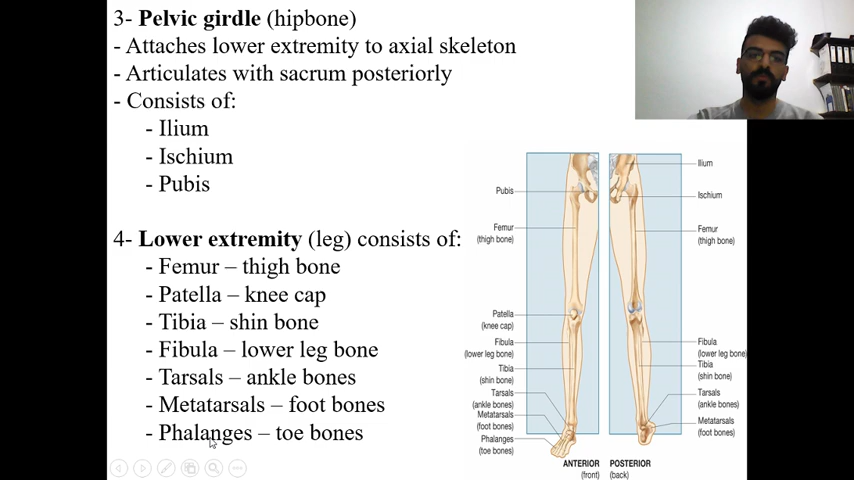 3- Pelvic girdle (hipbone)
- Attaches lower extremity to axial skeleton
- Articulates with sacrum posteriorly
- Consists of:
- Ilium
- Ischium
- Pubis
4- Lower extremity (leg) consists of:
- Femur – thigh bone
- Patella – knee cap
- Tibia – shin bone
- Fibula – lower leg bone
- Tarsals – ankle bones
- Metatarsals – foot bones
- Phalanges – toe bones
Pubis
Femur
(thigh bone)
Patella
(knee cap)
Fibula
(lower leg bone)
Tibia
(shin bone)
Tarsals
(ankle bones)
Metatarsals
(foot bones)
Phalanges
(toe bones)
Ilium
Ischium
Femur
(thigh bone)
Fibula
(lower leg bone)
Tibia
(shin bone)
Tarsals
(ankle bones)
Metatarsals
(foot bones)
ANTERIOR
(front)
POSTERIOR
(back)